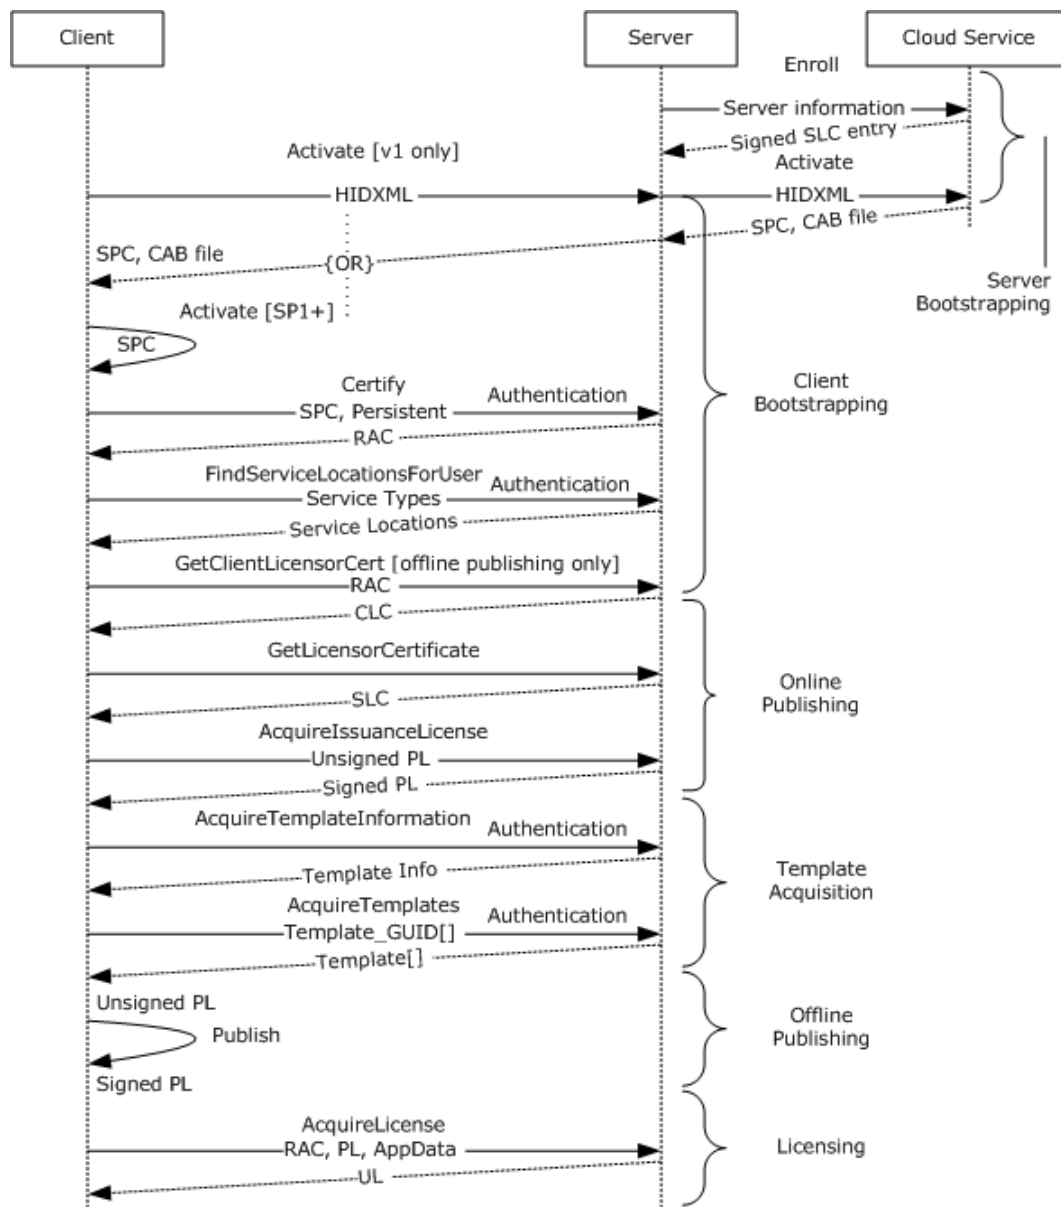 Client
Server
Cloud Service
Enroll
Server information
Signed SLC entry
Activate [v1 only]
Activate
HIDXML
HIDXML
SPC, CAB file
SPC, CAB file
{OR}
Server
Bootstrapping
Activate [SP1+]
SPC
Client
Bootstrapping
Certify
Authentication
SPC, Persistent
RAC
FindServiceLocationsForUser
Authentication
Service Types
Service Locations
GetClientLicensorCert [offline publishing only]
RAC
CLC
GetLicensorCertificate
SLC
Online
Publishing
AcquireIssuanceLicense
Unsigned PL
Signed PL
AcquireTemplateInformation
Authentication
Template Info
Template
Acquisition
AcquireTemplates
Authentication
Template_GUID[]
Template[]
Unsigned PL
Publish
Signed PL
Offline
Publishing
AcquireLicense
RAC, PL, AppData
UL
Licensing